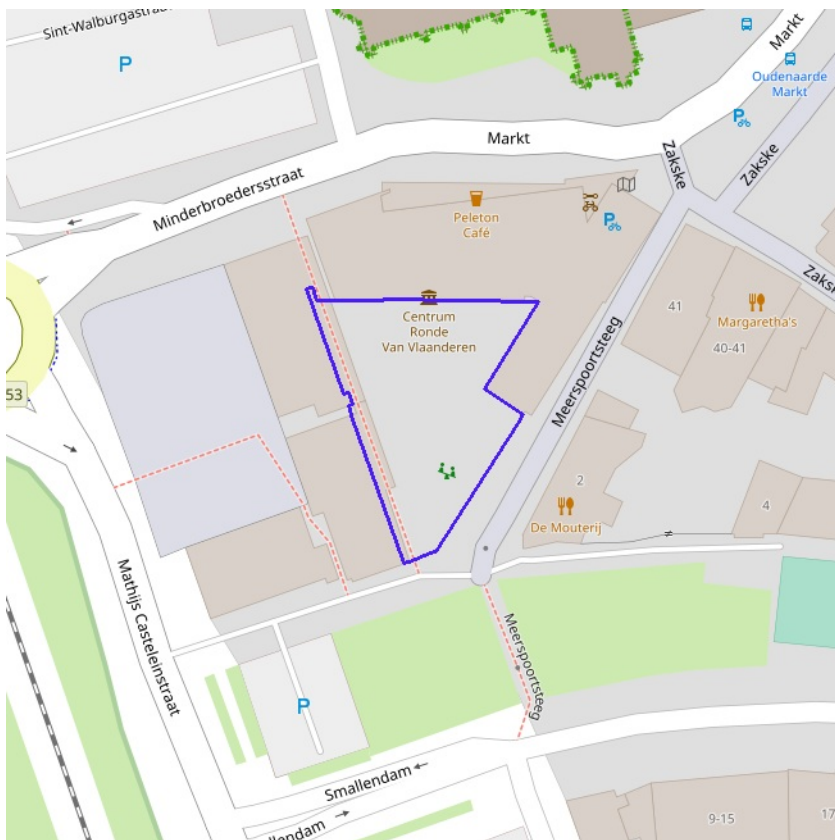 Sint-Walburgastraat
Markt
Oudenaarde
Markt
Markt
Zakske
Zakske
Minderbroedersstraat
Peleton
Café
Zakske
Centrum
Ronde
Van Vlaanderen
41
Margaretha's
40-41
Meerspoortsteeg
53
2
De Mouterij
4
Mathijs Casteleinstraat
Meerspoortsteeg
P
P
Smallendam
9-15
17
llendam